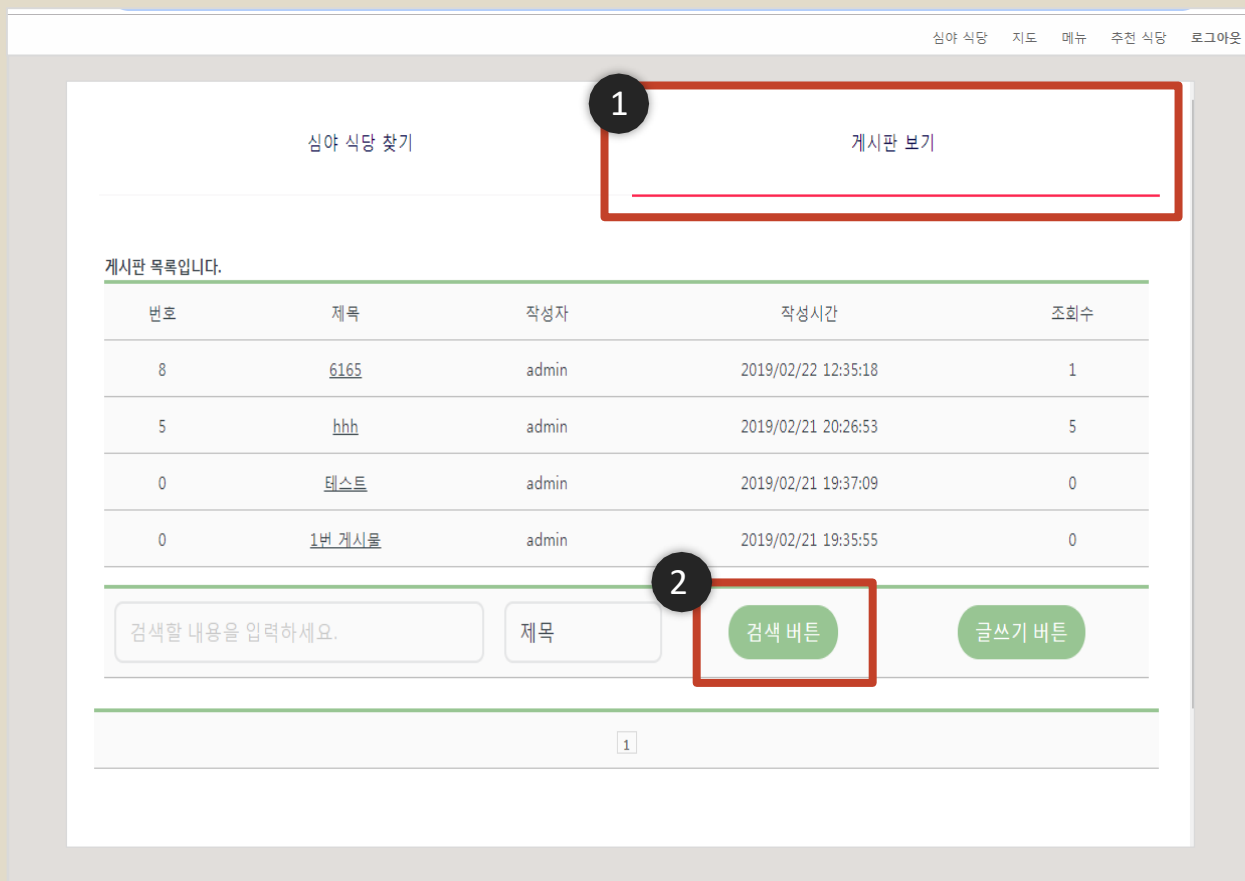 심야 식당 지도 메뉴 추천 식당 로그아웃
1
심야 식당 찾기 게시판 보기
게시판 목록입니다.
번호 제목 작성자 작성시간 조회수
8 6165 admin 2019/02/22 12:35:18 1
5 hhh admin 2019/02/21 20:26:53 5
0 테스트 admin 2019/02/21 19:37:09 0
0 1번 게시물 admin 2019/02/21 19:35:55 0
2
검색할 내용을 입력하세요. 제목 검색 버튼 글쓰기 버튼
1